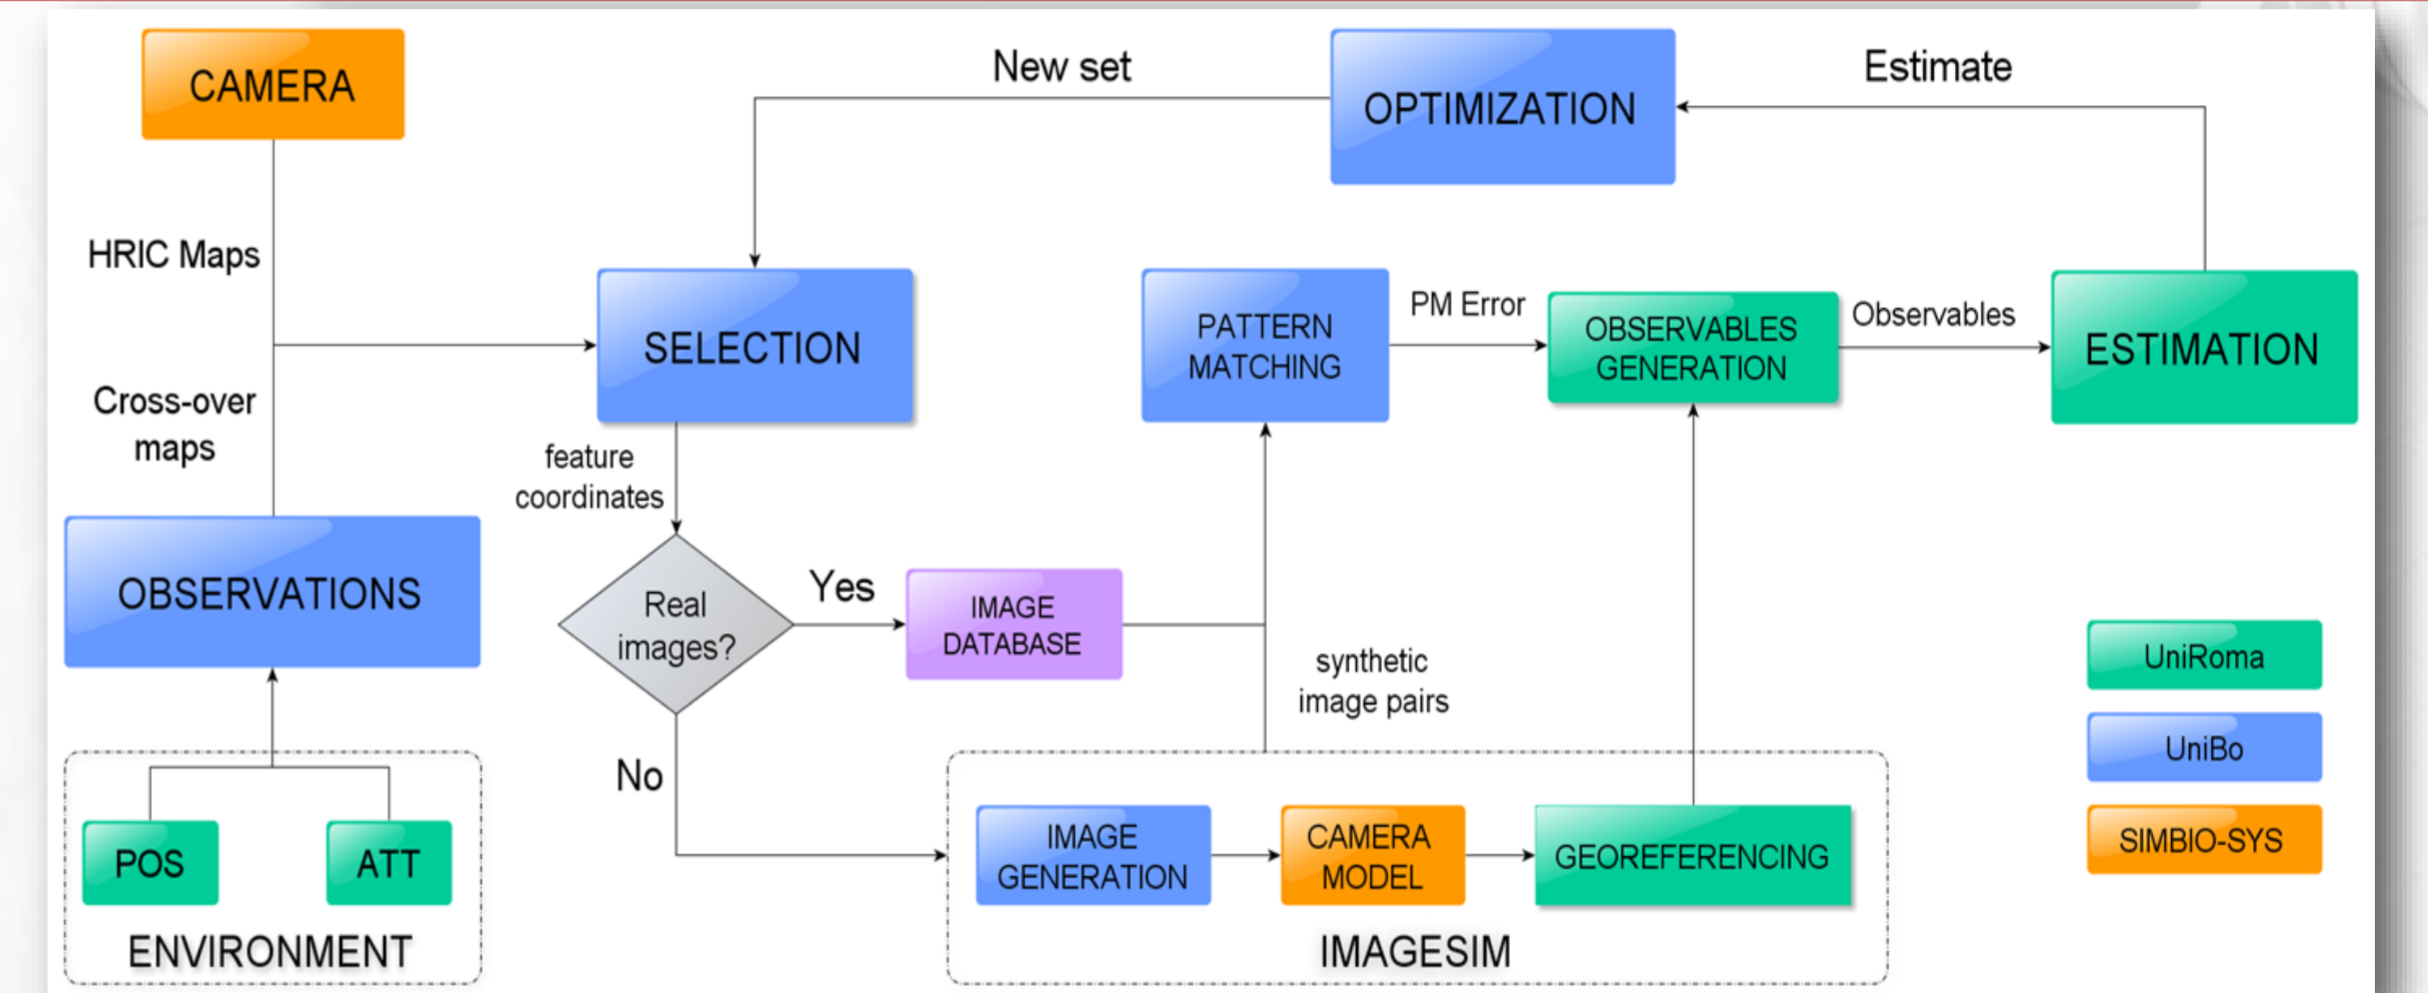 CAMERA
New set
OPTIMIZATION
Estimate
HRIC Maps
Cross-over
maps
SELECTION
PATTERN
MATCHING
PM Error
OBSERVABLES
GENERATION
Observables
ESTIMATION
feature
coordinates
OBSERVATIONS
Real
images?
Yes
IMAGE
DATABASE
synthetic
image pairs
No
POS
ATT
ENVIRONMENT
IMAGE
GENERATION
CAMERA
MODEL
GEOREFERENCING
IMAGESIM
UniRoma
UniBo
SIMBIO-SYS